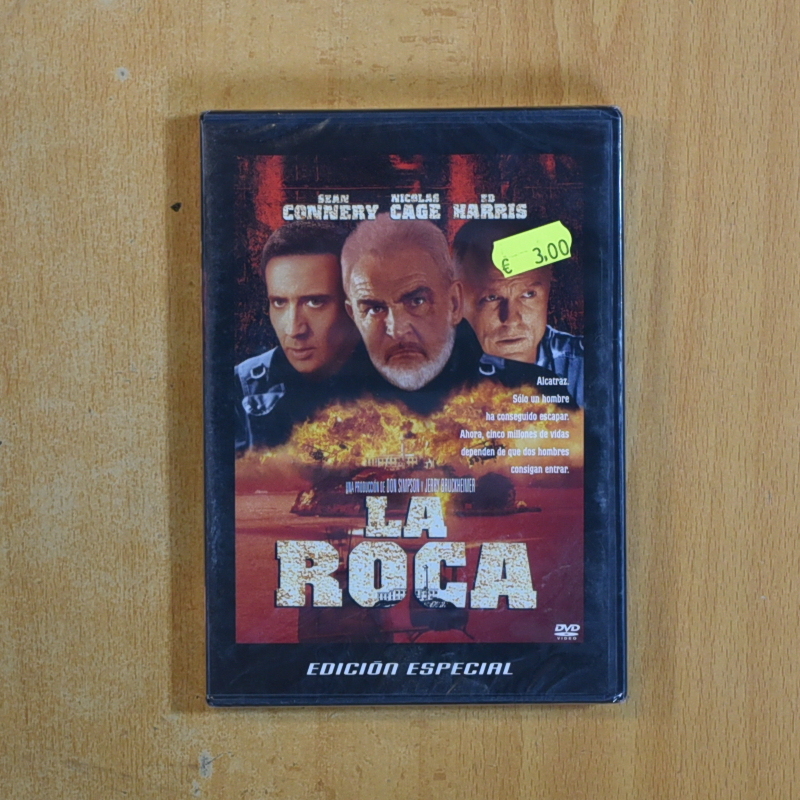 SEAN CONNERY
NICOLAS CAGE
ED HARRIS
€ 3,00
Alcatraz.
Sólo un hombre
ha conseguido escapar.
Ahora, cinco millones de vidas
dependen de que dos hombres
consigan entrar.
UNA PRODUCCIÓN DE DON SIMPSON Y JERRY BRUCKHEIMER
LA
ROCA
DVD
VIDEO
EDICIÓN ESPECIAL